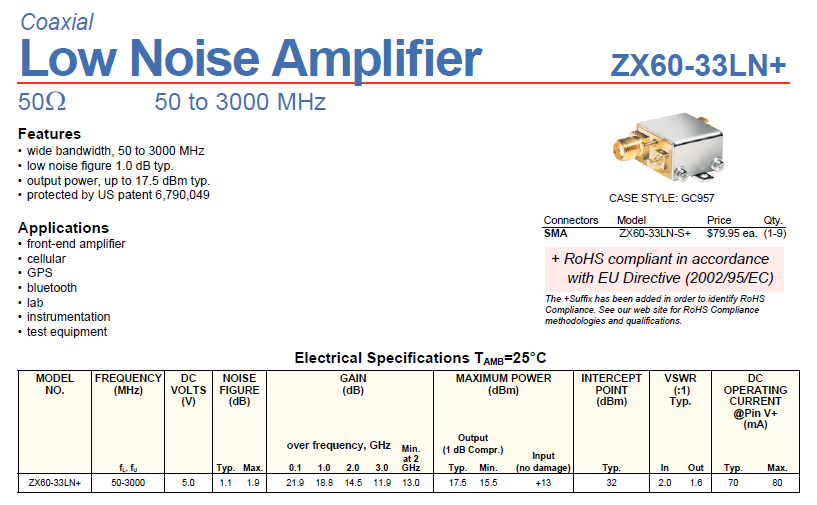 Coaxial
Low Noise Amplifier ZX60-33LN+
50Ω 50 to 3000 MHz
Features
• wide bandwidth, 50 to 3000 MHz
• low noise figure 1.0 dB typ.
• output power, up to 17.5 dBm typ.
• protected by US patent 6,790,049
Applications
• front-end amplifier
• cellular
• GPS
• bluetooth
• lab
• instrumentation
• test equipment
CASE STYLE: GC957
Connectors Model Price Qty.
SMA ZX60-33LN-S+ $79.95 ea. (1-9)
+ RoHS compliant in accordance
with EU Directive (2002/95/EC)
The +Suffix has been added in order to identify RoHS
Compliance. See our web site for RoHS Compliance
methodologies and qualifications.
Electrical Specifications TAMB=25°C
MODEL NO. FREQUENCY (MHz) DC VOLTS (V) NOISE FIGURE (dB) GAIN (dB) MAXIMUM POWER (dBm) INTERCEPT POINT (dBm) VSWR (:1) Typ. DC OPERATING CURRENT @Pin V+ (mA)
over frequency, GHz Min. at 2 GHz Output (1 dB Compr.) Input (no damage)
fL- fU Typ. Max. 0.1 1.0 2.0 3.0 Typ. Min. Typ. In Out Typ. Max.
ZX60-33LN+ 50-3000 5.0 1.1 1.9 21.9 18.8 14.5 11.9 13.0 17.5 15.5 +13 32 2.0 1.6 70 80